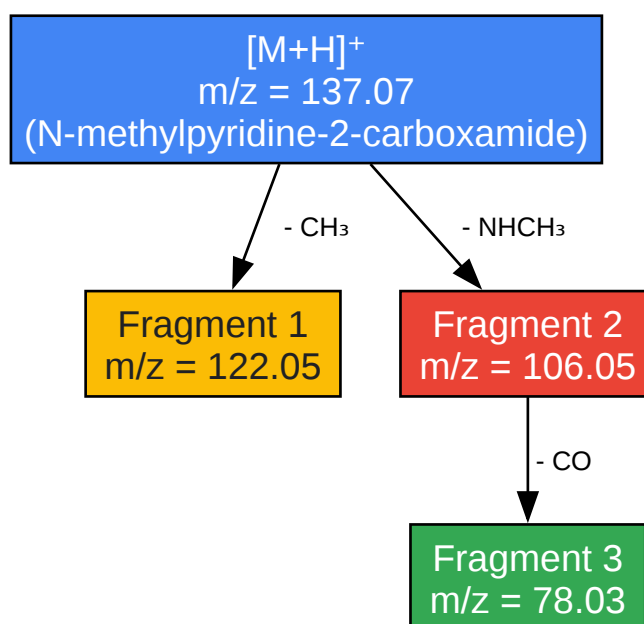 [M+H]⁺
m/z = 137.07
(N-methylpyridine-2-carboxamide)
- CH₃
- NHCH₃
Fragment 1
m/z = 122.05
Fragment 2
m/z = 106.05
- CO
Fragment 3
m/z = 78.03